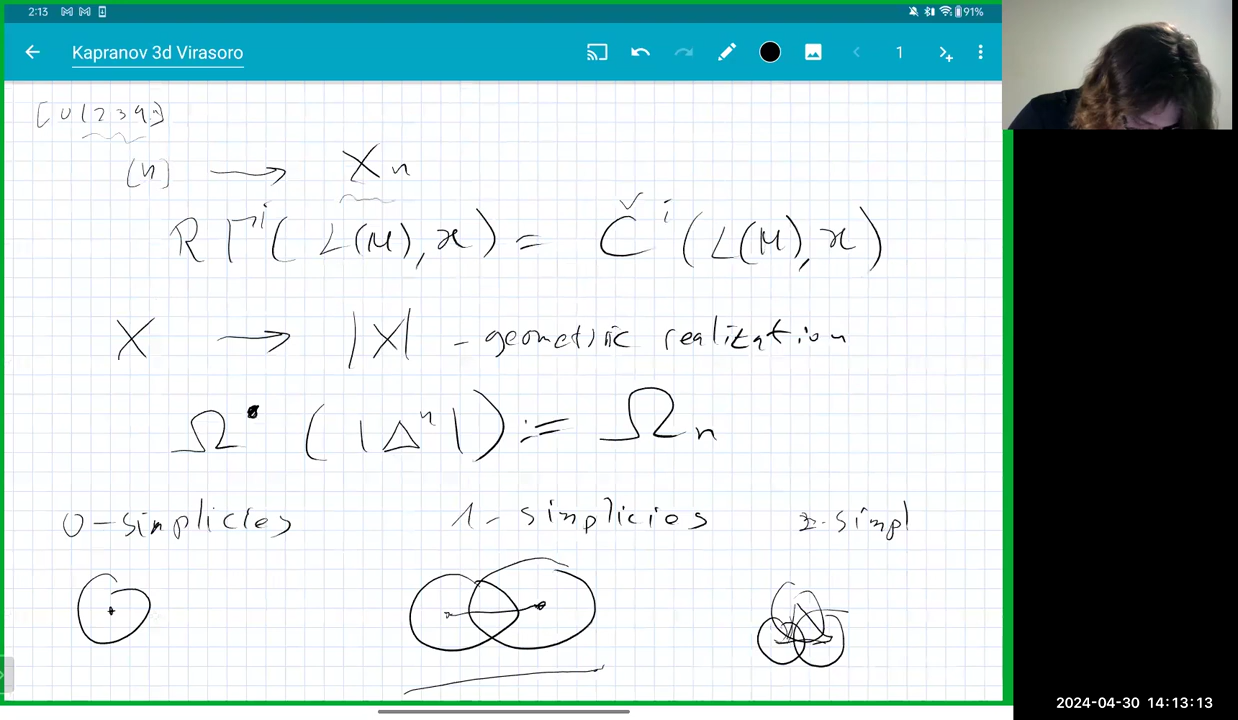 2:13 91%
Kapranov 3d Virasoro 1
[0 1 2 3 4 n]
[n] → X_n
RΓ^i(L(M), x) = Č^i(L(M), x)
X → |X| - geometric realization
Ω^•(|Δ^n|) := Ω_n
0-simplicies 1-simplicies 2-simpl
2024-04-30 14:13:13